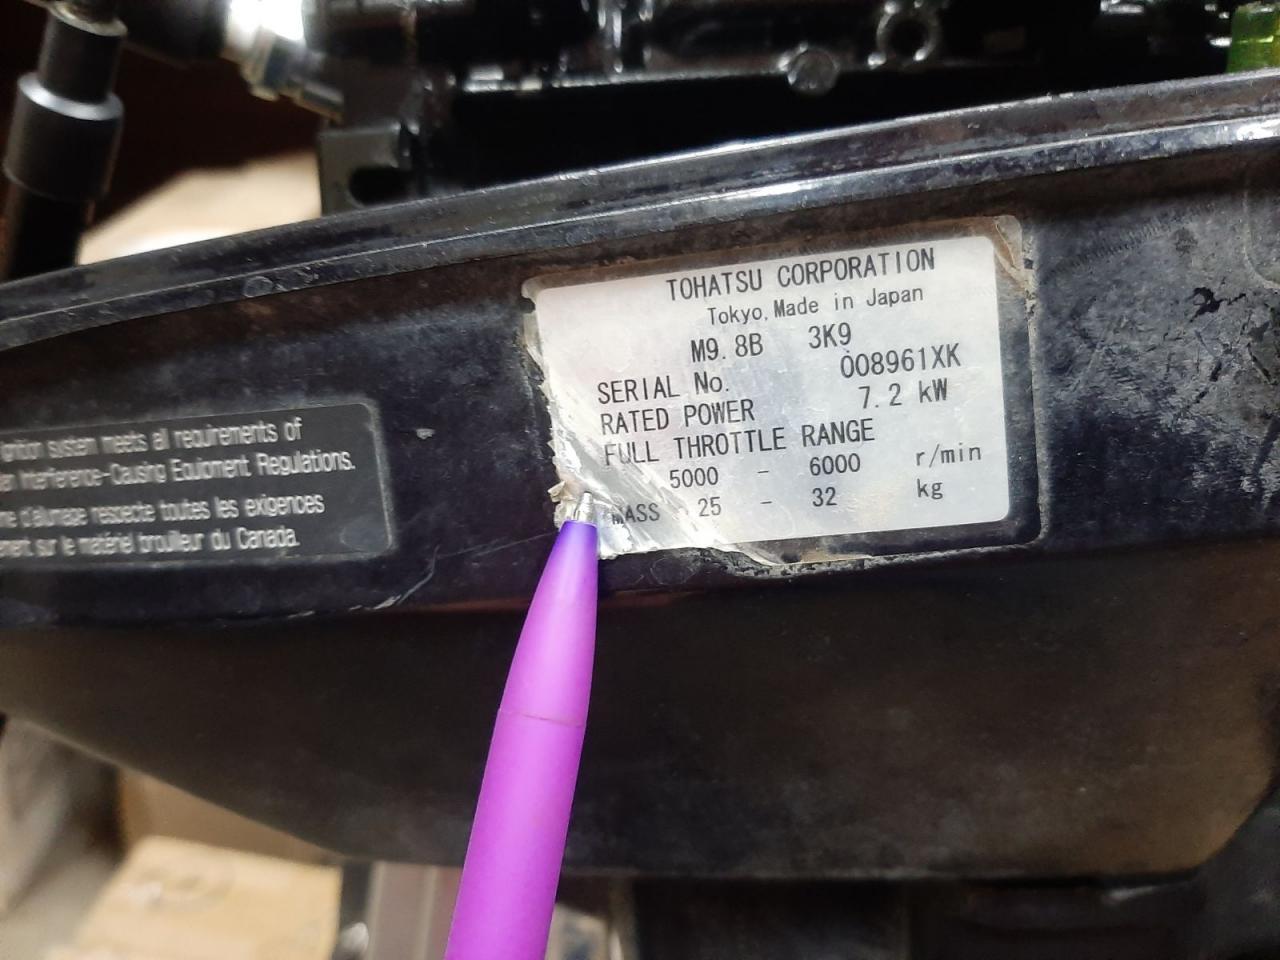 TOHATSU CORPORATION
Tokyo, Made in Japan
M9. 8B 3K9
SERIAL No. 008961XK
RATED POWER 7. 2 kW
FULL THROTTLE RANGE
5000 - 6000 r/min
MASS 25 - 32 kg
ignition system meets all requirements of
Interference-Causing Equipment Regulations.
d'allumage respecte toutes les exigences
sur le matériel brouilleur du Canada.